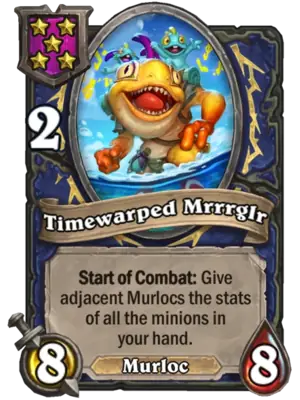 2
Timewarped Mrrrglr
Start of Combat: Give
adjacent Murlocs the stats
of all the minions in
your hand.
8
Murloc
8